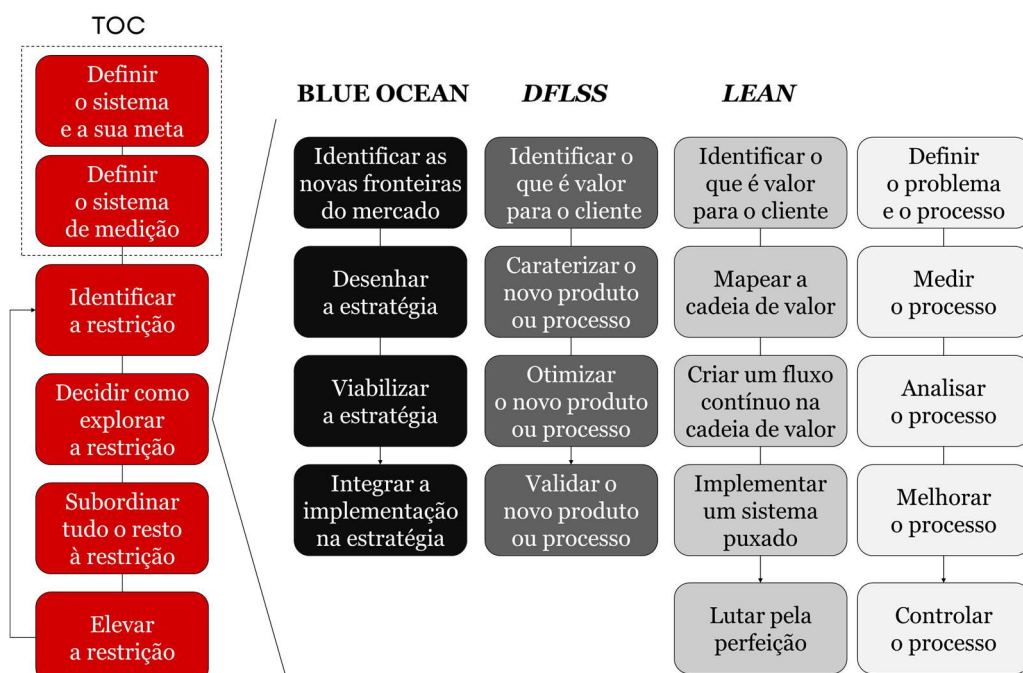 TOC
Definir
o sistema
e a sua meta
Definir
o sistema
de medição
Identificar
a restrição
Decidir como
explorar
a restrição
Subordinar
tudo o resto
à restrição
Elevar
a restrição
BLUE OCEAN
Identificar as
novas fronteiras
do mercado
Desenhar
a estratégia
Viabilizar
a estratégia
Integrar a
implementação
na estratégia
DFLSS
Identificar o
que é valor
para o cliente
Caraterizar o
novo produto
ou processo
Otimizar
o novo produto
ou processo
Validar o
novo produto
ou processo
LEAN
Identificar o
que é valor
para o cliente
Mapear a
cadeia de valor
Criar um fluxo
contínuo na
cadeia de valor
Implementar
um sistema
puxado
Lutar pela
perfeição
Definir
o problema
e o processo
Medir
o processo
Analisar
o processo
Melhorar
o processo
Controlar
o processo